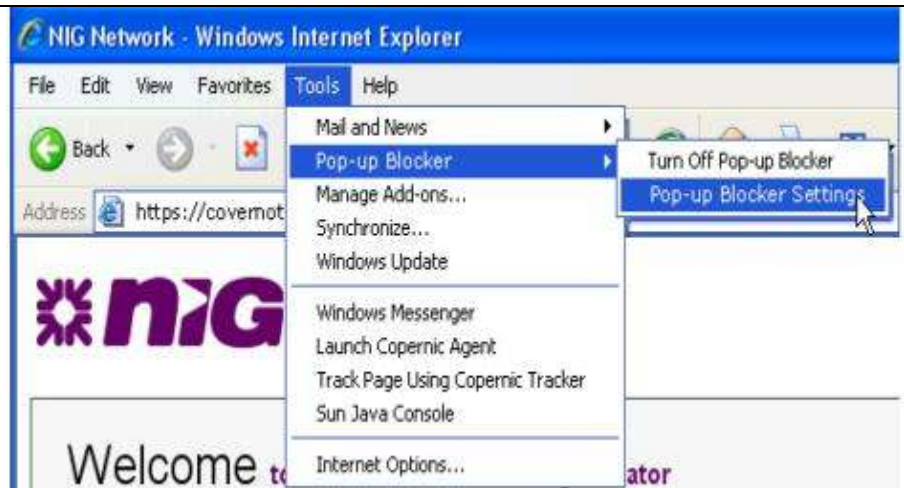 NIG Network - Windows Internet Explorer
File Edit View Favorites Tools Help
Back
Mail and News
Pop-up Blocker
Turn Off Pop-up Blocker
Manage Add-ons...
Pop-up Blocker Settings
Address https://covernot
Synchronize...
Windows Update
nIG
Windows Messenger
Launch Copernic Agent
Track Page Using Copernic Tracker
Sun Java Console
Internet Options...
Welcome to ator